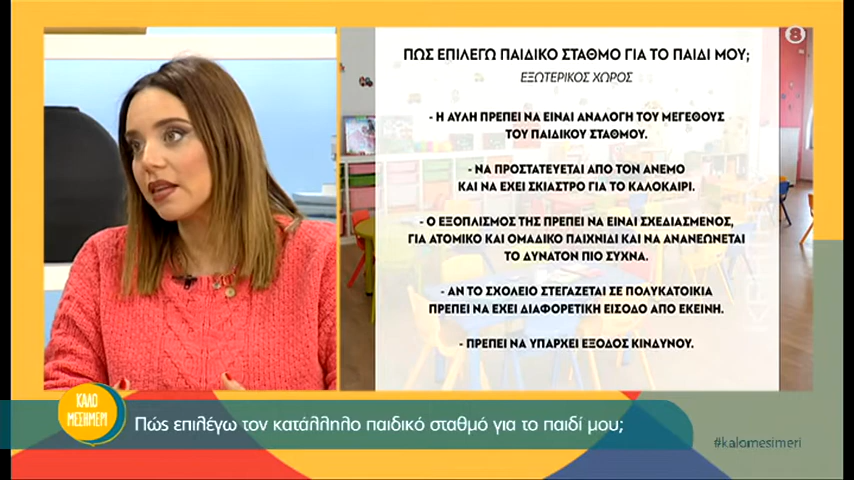 8
ΠΩΣ ΕΠΙΛΕΓΩ ΠΑΙΔΙΚΟ ΣΤΑΘΜΟ ΓΙΑ ΤΟ ΠΑΙΔΙ ΜΟΥ;
ΕΞΩΤΕΡΙΚΟΣ ΧΩΡΟΣ
- Η ΑΥΛΗ ΠΡΕΠΕΙ ΝΑ ΕΙΝΑΙ ΑΝΑΛΟΓΗ ΤΟΥ ΜΕΓΕΘΟΥΣ
ΤΟΥ ΠΑΙΔΙΚΟΥ ΣΤΑΘΜΟΥ.
- ΝΑ ΠΡΟΣΤΑΤΕΥΕΤΑΙ ΑΠΟ ΤΟΝ ΑΝΕΜΟ
ΚΑΙ ΝΑ ΕΧΕΙ ΣΚΙΑΣΤΡΟ ΓΙΑ ΤΟ ΚΑΛΟΚΑΙΡΙ.
- Ο ΕΞΟΠΛΙΣΜΟΣ ΤΗΣ ΠΡΕΠΕΙ ΝΑ ΕΙΝΑΙ ΣΧΕΔΙΑΣΜΕΝΟΣ,
ΓΙΑ ΑΤΟΜΙΚΟ ΚΑΙ ΟΜΑΔΙΚΟ ΠΑΙΧΝΙΔΙ ΚΑΙ ΝΑ ΑΝΑΝΕΩΝΕΤΑΙ
ΤΟ ΔΥΝΑΤΟΝ ΠΙΟ ΣΥΧΝΑ.
- ΑΝ ΤΟ ΣΧΟΛΕΙΟ ΣΤΕΓΑΖΕΤΑΙ ΣΕ ΠΟΛΥΚΑΤΟΙΚΙΑ
ΠΡΕΠΕΙ ΝΑ ΕΧΕΙ ΔΙΑΦΟΡΕΤΙΚΗ ΕΙΣΟΔΟ ΑΠΟ ΕΚΕΙΝΗ.
- ΠΡΕΠΕΙ ΝΑ ΥΠΑΡΧΕΙ ΕΞΟΔΟΣ ΚΙΝΔΥΝΟΥ.
ΚΑΛΟ
ΜΕΣΗΜΕΡΙ
Πώς επιλέγω τον κατάλληλο παιδικό σταθμό για το παιδί μου;
#kalomesimeri